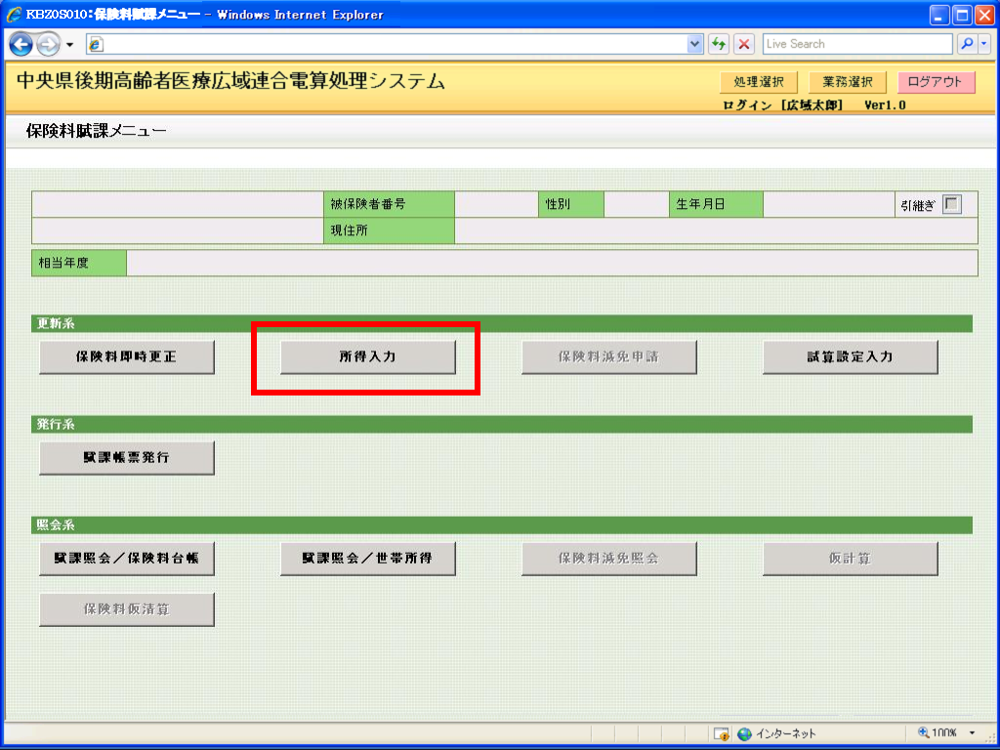 KBZ0S010:保険料賦課メニュー - Windows Internet Explorer
Live Search
中央県後期高齢者医療広域連合電算処理システム
処理選択 業務選択 ログアウト
ログイン [広域太郎] Ver1.0
保険料賦課メニュー
被保険者番号 性別 生年月日 引継ぎ
現住所
相当年度
更新系
保険料即時更正 所得入力 保険料減免申請 試算設定入力
発行系
賦課帳票発行
照会系
賦課照会/保険料台帳 賦課照会/世帯所得 保険料減免照会 仮計算
保険料仮清算
インターネット 100%